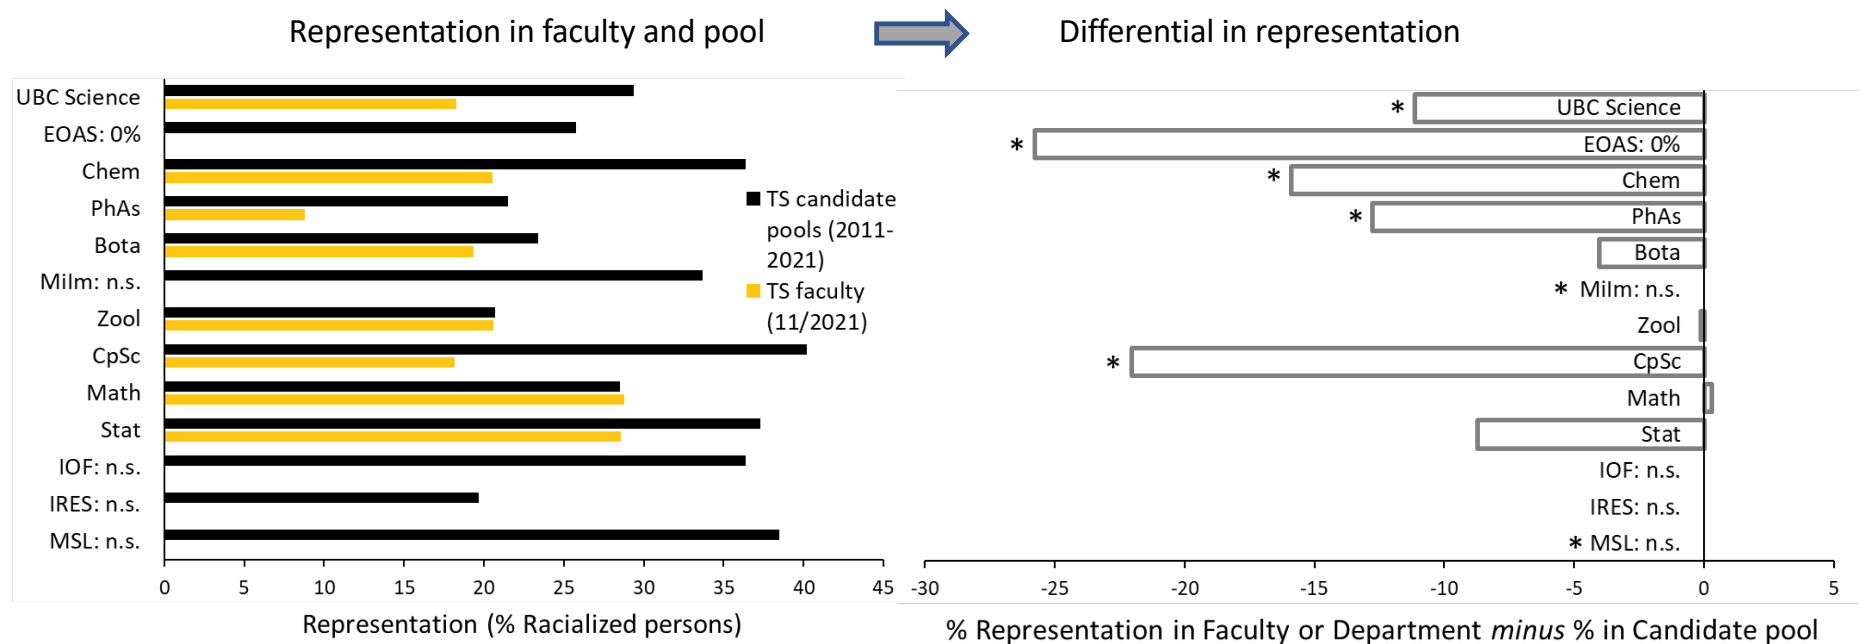 Representation in faculty and pool
Differential in representation
UBC Science
EOAS: 0%
Chem
PhAs
Bota
MiIm: n.s.
Zool
CpSc
Math
Stat
IOF: n.s.
IRES: n.s.
MSL: n.s.
TS candidate
pools (2011-
2021)
TS faculty
(11/2021)
0 5 10 15 20 25 30 35 40 45
Representation (% Racialized persons)
* UBC Science
* EOAS: 0%
* Chem
* PhAs
Bota
* MiIm: n.s.
Zool
* CpSc
Math
Stat
IOF: n.s.
IRES: n.s.
* MSL: n.s.
-30 -25 -20 -15 -10 -5 0 5
% Representation in Faculty or Department minus % in Candidate pool